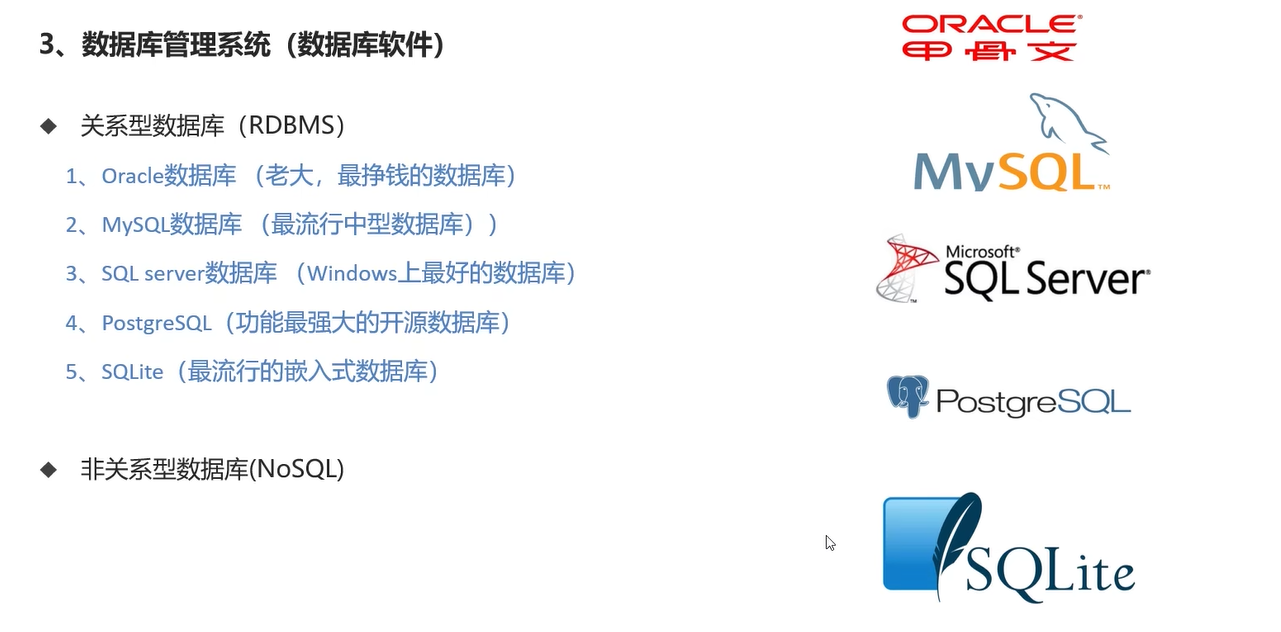 3、数据库管理系统（数据库软件）
◆ 关系型数据库（RDBMS）
1、Oracle数据库 （老大，最挣钱的数据库）
2、MySQL数据库 （最流行中型数据库））
3、SQL server数据库 （Windows上最好的数据库）
4、PostgreSQL（功能最强大的开源数据库）
5、SQLite（最流行的嵌入式数据库）
◆ 非关系型数据库(NoSQL)
ORACLE®
甲骨文
MySQL™
Microsoft®
SQL Server®
™
PostgreSQL
SQLite